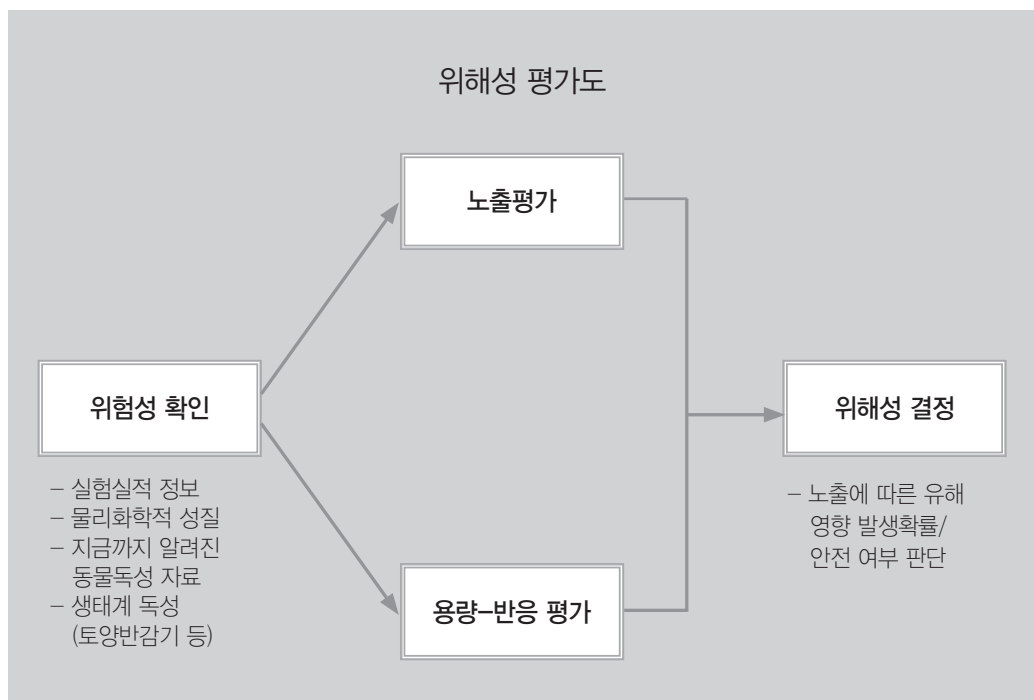 위해성 평가도
노출평가
위험성 확인
– 실험실적 정보
– 물리화학적 성질
– 지금까지 알려진
동물독성 자료
– 생태계 독성
(토양반감기 등)
용량–반응 평가
위해성 결정
– 노출에 따른 유해
영향 발생확률/
안전 여부 판단